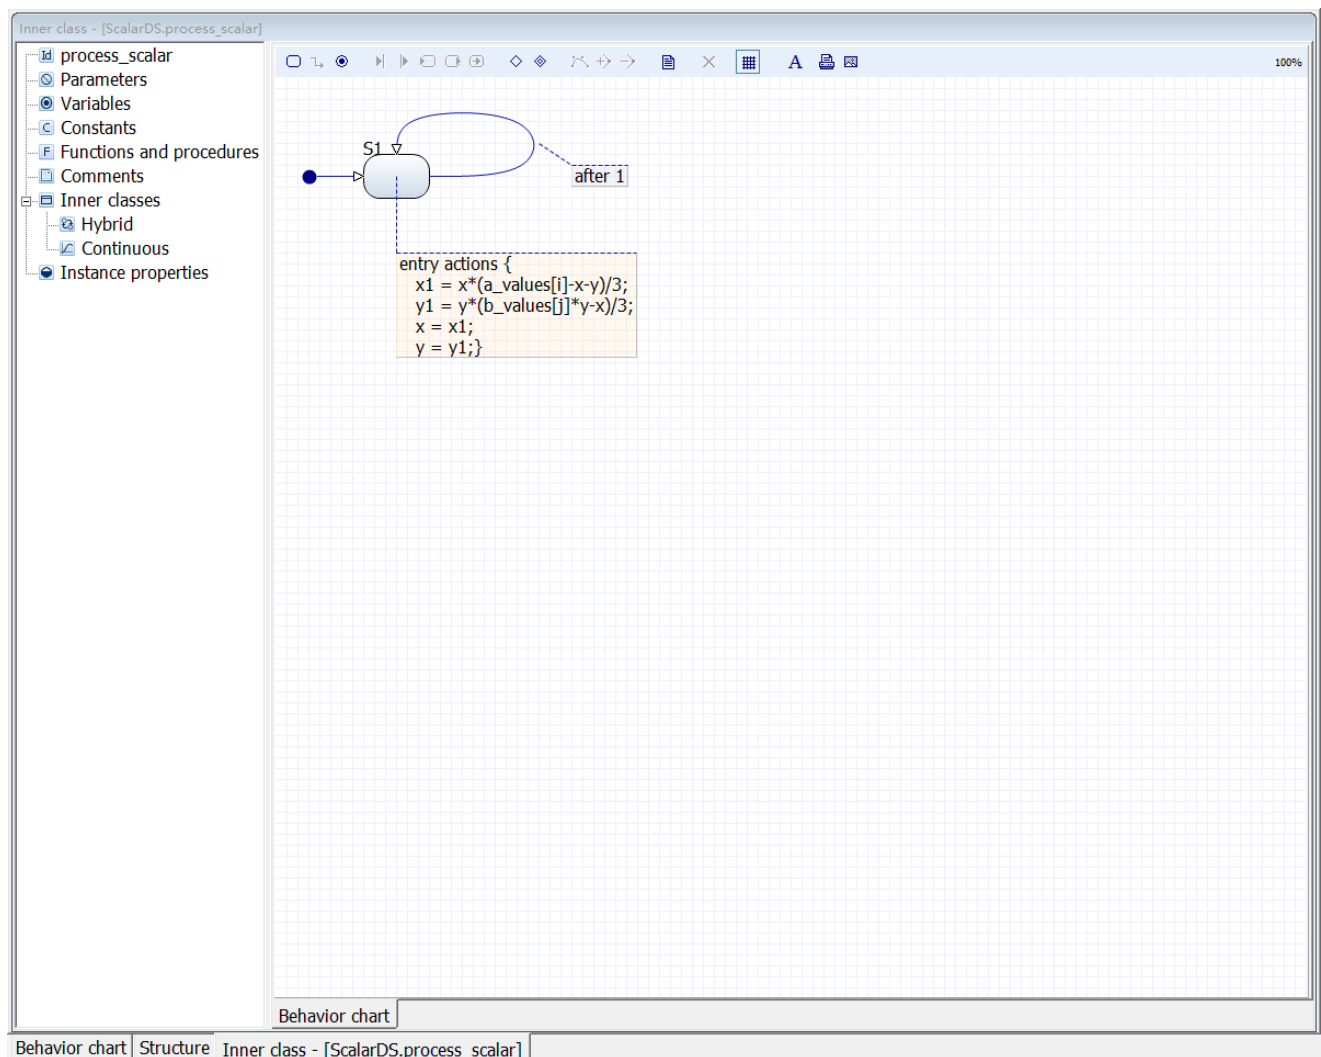 Inner class - [ScalarDS.process_scalar]
Id process_scalar
Parameters
Variables
C Constants
F Functions and procedures
Comments
Inner classes
Hybrid
Continuous
Instance properties
A
100%
S1
after 1
entry actions {
x1 = x*(a_values[i]-x-y)/3;
y1 = y*(b_values[j]*y-x)/3;
x = x1;
y = y1;}
Behavior chart
Behavior chart Structure Inner class - [ScalarDS.process_scalar]